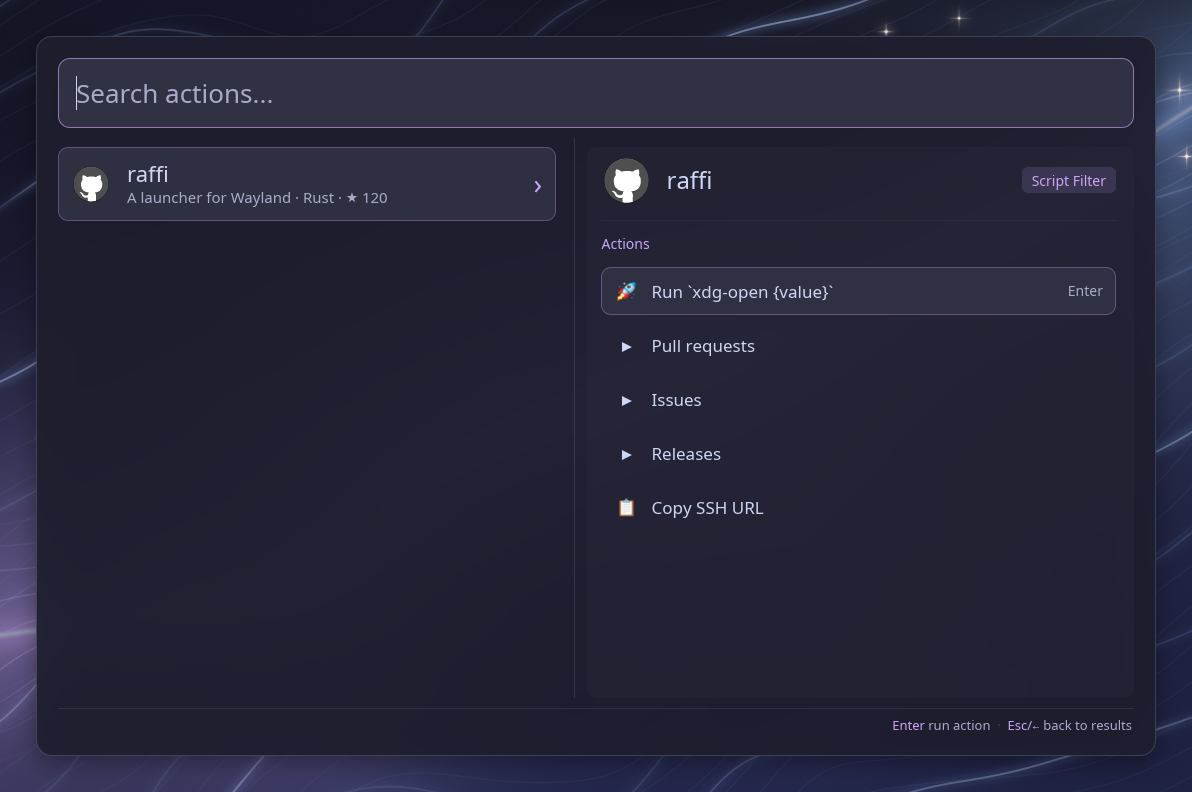 Search actions...
raffi
A launcher for Wayland · Rust · ★ 120
›
raffi
Script Filter
Actions
🚀 Run `xdg-open {value}` Enter
▶ Pull requests
▶ Issues
▶ Releases
📋 Copy SSH URL
Enter run action · Esc/← back to results